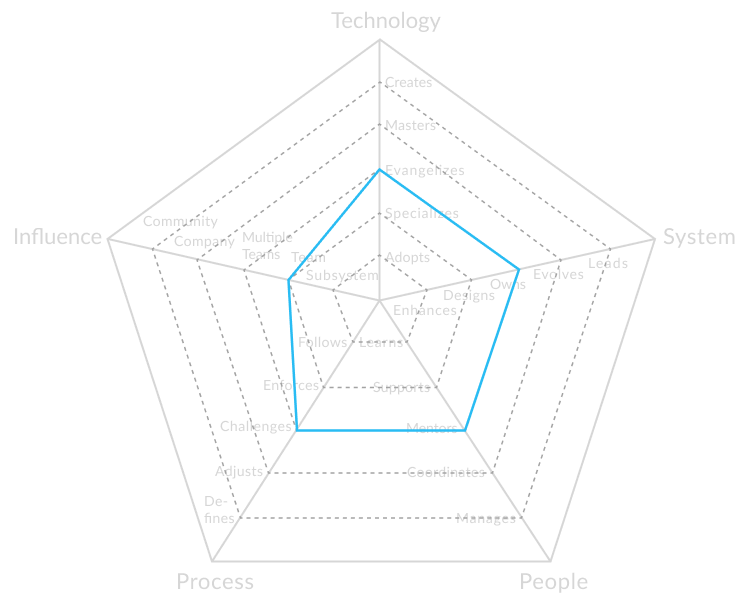 Technology
Creates
Masters
Evangelizes
Specializes
Community
Influence
Company
Multiple
Teams
Team
Subsystem
Adopts
System
Leads
Evolves
Owns
Designs
Enhances
Follows
Learns
Enforces
Supports
Challenges
Mentors
Adjusts
Coordinates
De-
fines
Manages
Process
People